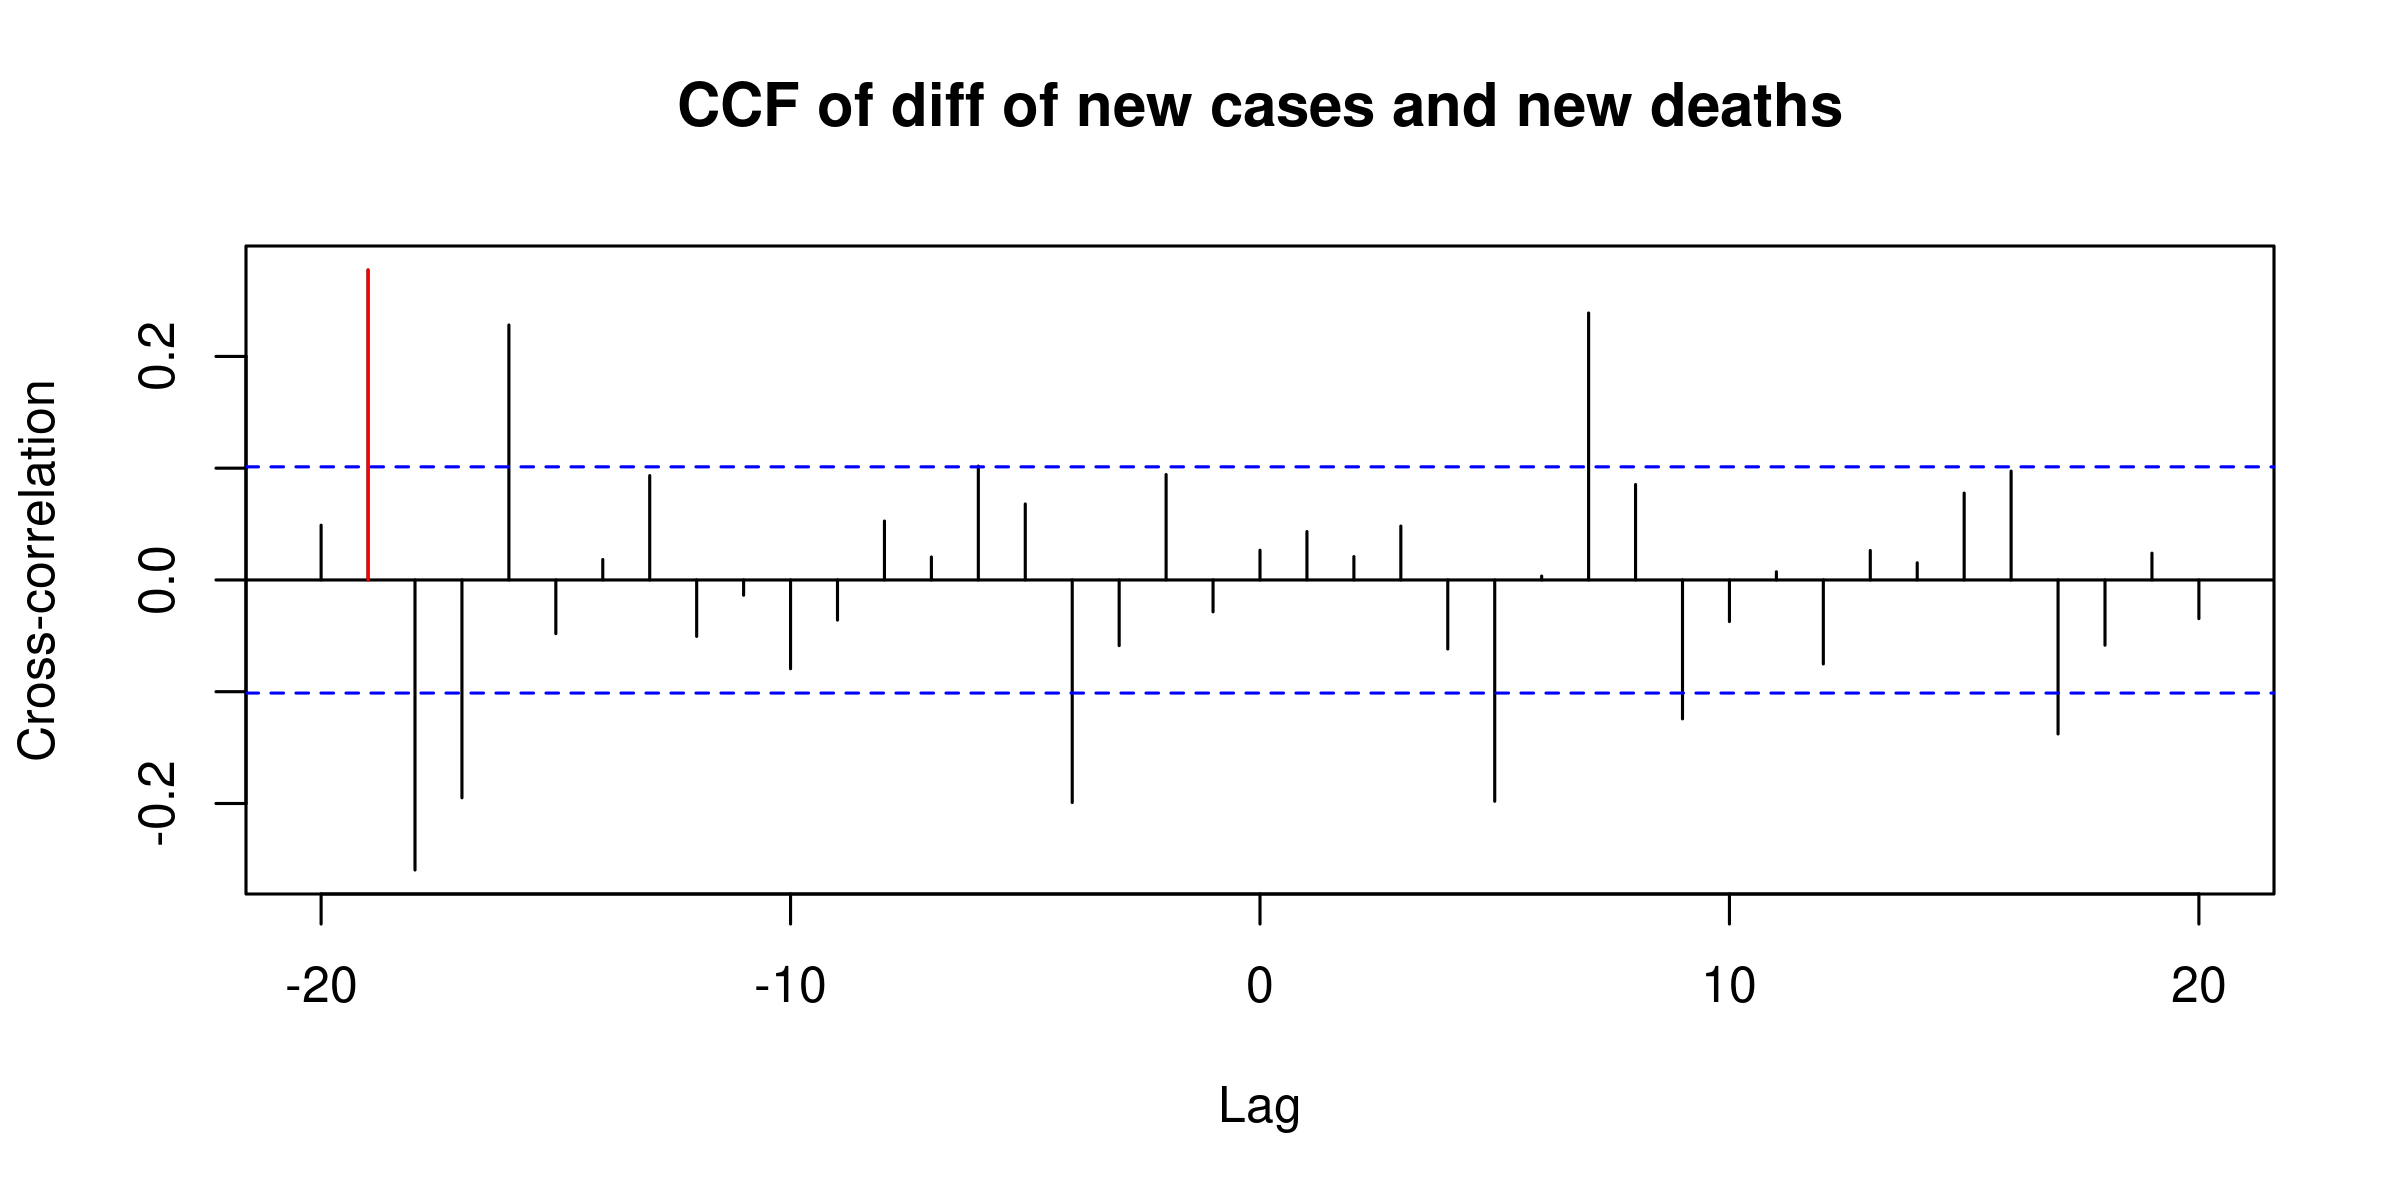 CCF of diff of new cases and new deaths
Cross-correlation
0.2
0.0
-0.2
-20 -10 0 10 20
Lag